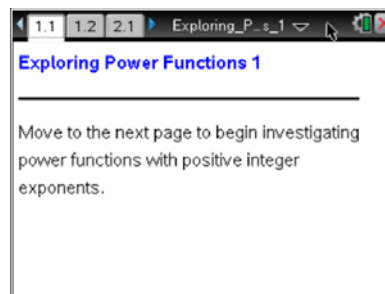 1.1 1.2 2.1 Exploring_P...s_1
Exploring Power Functions 1
Move to the next page to begin investigating
power functions with positive integer
exponents.